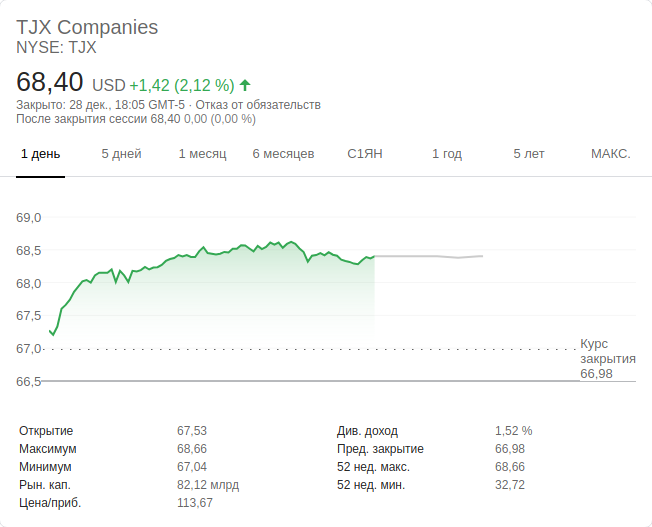 TJX Companies
NYSE: TJX
68,40 USD +1,42 (2,12 %)
Закрыто: 28 дек., 18:05 GMT-5 · Отказ от обязательств
После закрытия сессии 68,40 0,00 (0,00 %)
1 день 5 дней 1 месяц 6 месяцев С1ЯН 1 год 5 лет МАКС.
69,0
68,5
68,0
67,5
67,0
66,5
Курс
закрытия
66,98
Открытие 67,53 Див. доход 1,52 %
Максимум 68,66 Пред. закрытие 66,98
Минимум 67,04 52 нед. макс. 68,66
Рын. кап. 82,12 млрд 52 нед. мин. 32,72
Цена/приб. 113,67